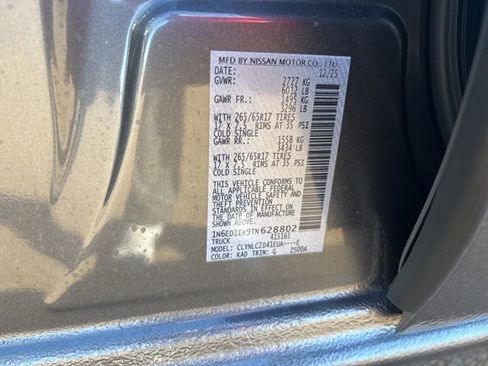 MFD BY NISSAN MOTOR CO., LTD.
DATE: 12/25
GVWR: 2727 KG
6012 LB
GAWR FR.: 1495 KG
3296 LB
WITH 265/65R17 TIRES
17 X 7.5 RIMS AT 35 PSI
COLD SINGLE
GAWR RR.: 1558 KG
3434 LB
WITH 265/65R17 TIRES
17 X 7.5 RIMS AT 35 PSI
COLD SINGLE
THIS VEHICLE CONFORMS TO
ALL APPLICABLE FEDERAL
MOTOR VEHICLE SAFETY AND
THEFT PREVENTION
STANDARDS IN EFFECT ON
THE DATE OF MANUFACTURE
SHOWN ABOVE
1N6ED1EK9TN628802
TRUCK 415165
MODEL: CLYNLCZD41EUA----E
COLOR: KAD TRIM: G 2500A